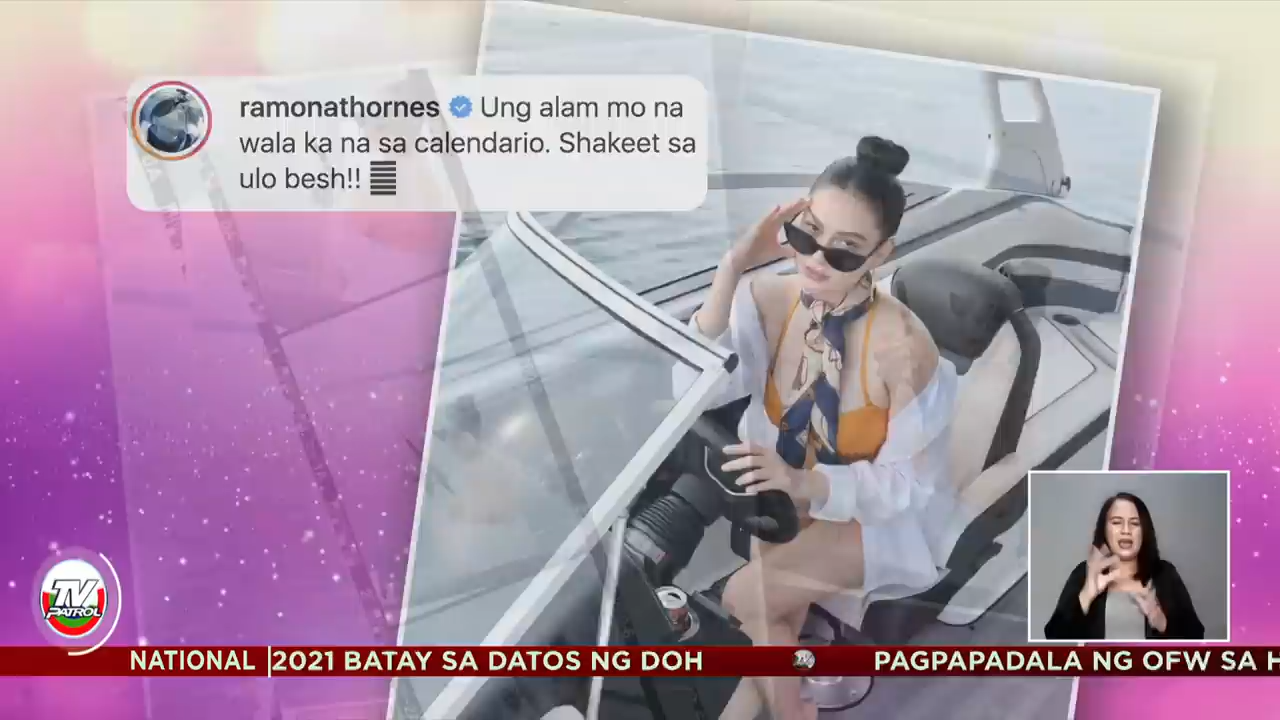 ramonathornes Ung alam mo na
wala ka na sa calendario. Shakeet sa
ulo besh!!
TV
PATROL
NATIONAL 2021 BATAY SA DATOS NG DOH PAGPAPADALA NG OFW SA H